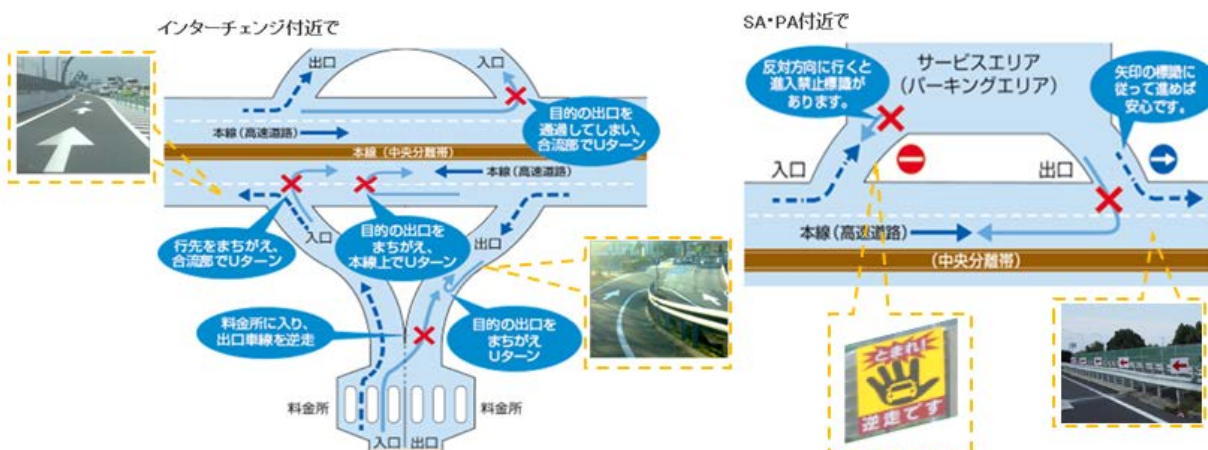 インターチェンジ付近で
出口
入口
目的の出口を
通過してしまい、
合流部でUターン
本線(高速道路)
本線(中央分離帯)
本線(高速道路)
行先をまちがえ、
合流部でUターン
入口
目的の出口を
まちがえ、
本線上でUターン
出口
料金所に入り、
出口車線を逆走
目的の出口を
まちがえ
Uターン
料金所
料金所
入口
出口
SA・PA付近で
サービスエリア
(パーキングエリア)
反対方向に行くと
進入禁止標識が
あります。
矢印の標識に
従って進めば
安心です。
入口
出口
本線(高速道路)
(中央分離帯)
とまれ!
逆走です